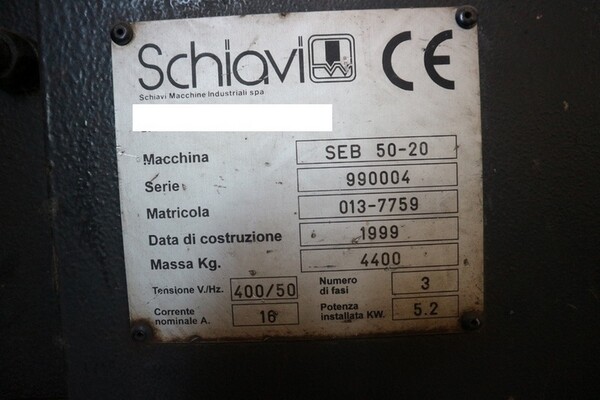 Schiavi CE
Schiavi Macchine Industriali spa
Macchina SEB 50-20
Serie 990004
Matricola 013-7759
Data di costruzione 1999
Massa Kg. 4400
Tensione V./Hz. 400/50 Numero di fasi 3
Corrente nominale A. 16 Potenza installata KW. 5.2